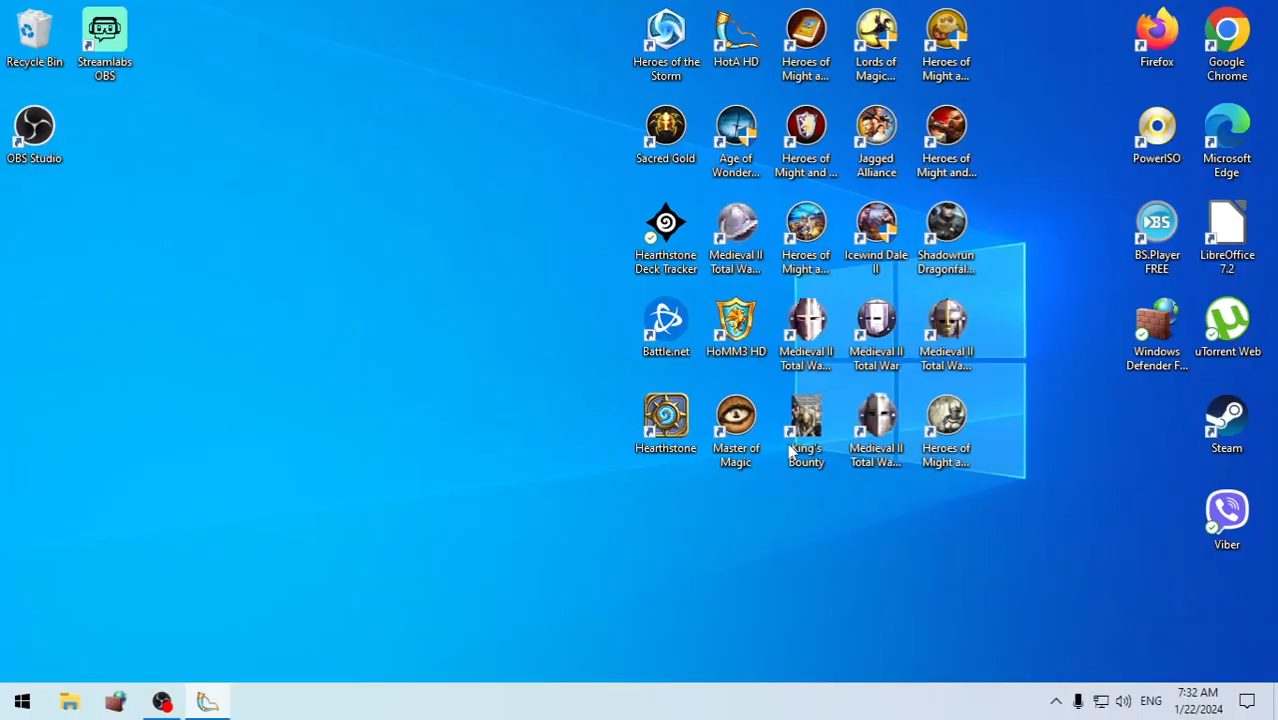 Recycle Bin
Streamlabs
OBS
OBS Studio
Heroes of the
Storm
HotA HD
Heroes of
Might a...
Lords of
Magic...
Heroes of
Might a...
Sacred Gold
Age of
Wonder...
Heroes of
Might and ...
Jagged
Alliance
Heroes of
Might and...
Hearthstone
Deck Tracker
Medieval II
Total Wa...
Heroes of
Might a...
Icewind Dale
II
Shadowrun
Dragonfal...
Battle.net
HoMM3 HD
Medieval II
Total Wa...
Medieval II
Total War
Medieval II
Total Wa...
Hearthstone
Master of
Magic
King's
Bounty
Medieval II
Total Wa...
Heroes of
Might a...
Firefox
Google
Chrome
PowerISO
Microsoft
Edge
BS
BS.Player
FREE
LibreOffice
7.2
Windows
Defender F...
uTorrent Web
Steam
Viber
ENG
7:32 AM
1/22/2024